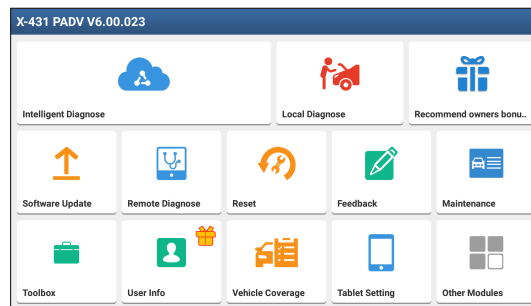 X-431 PADV V6.00.023
Intelligent Diagnose
Local Diagnose
Recommend owners bonu..
Software Update
Remote Diagnose
Reset
Feedback
Maintenance
Toolbox
User Info
Vehicle Coverage
Tablet Setting
Other Modules